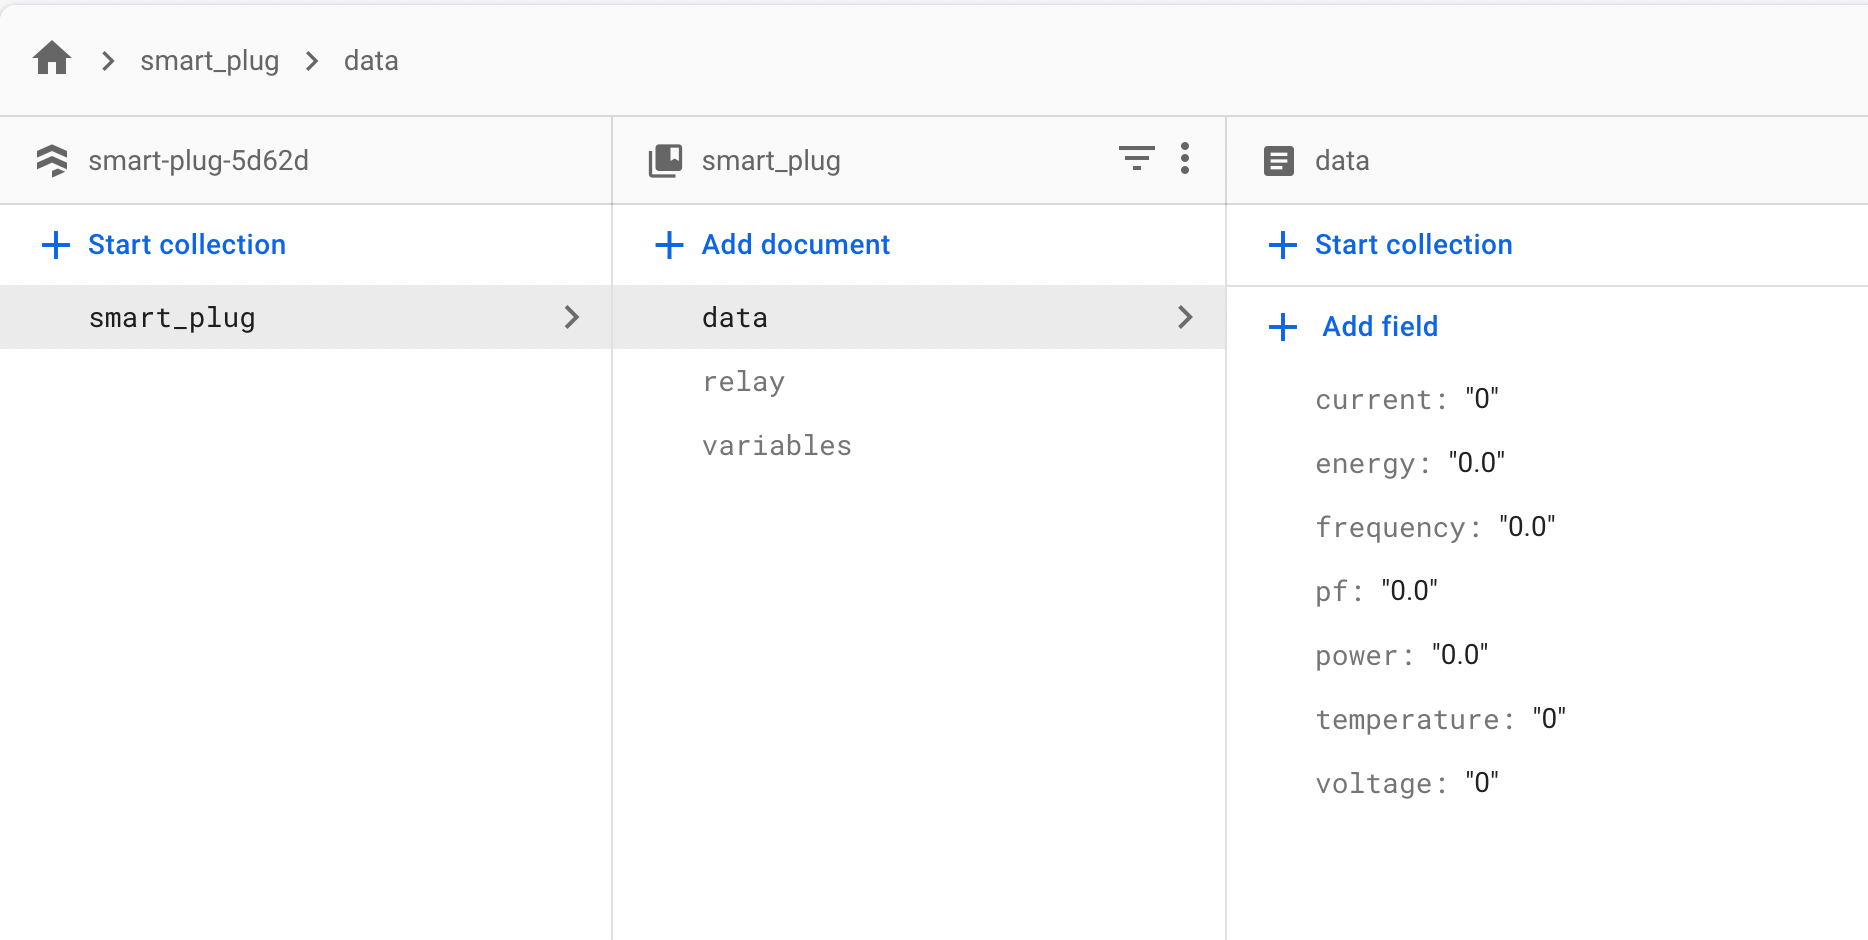 smart_plug > data
smart-plug-5d62d
Start collection
smart_plug
smart_plug
Add document
data
relay
variables
data
Start collection
Add field
current: "0"
energy: "0.0"
frequency: "0.0"
pf: "0.0"
power: "0.0"
temperature: "0"
voltage: "0"